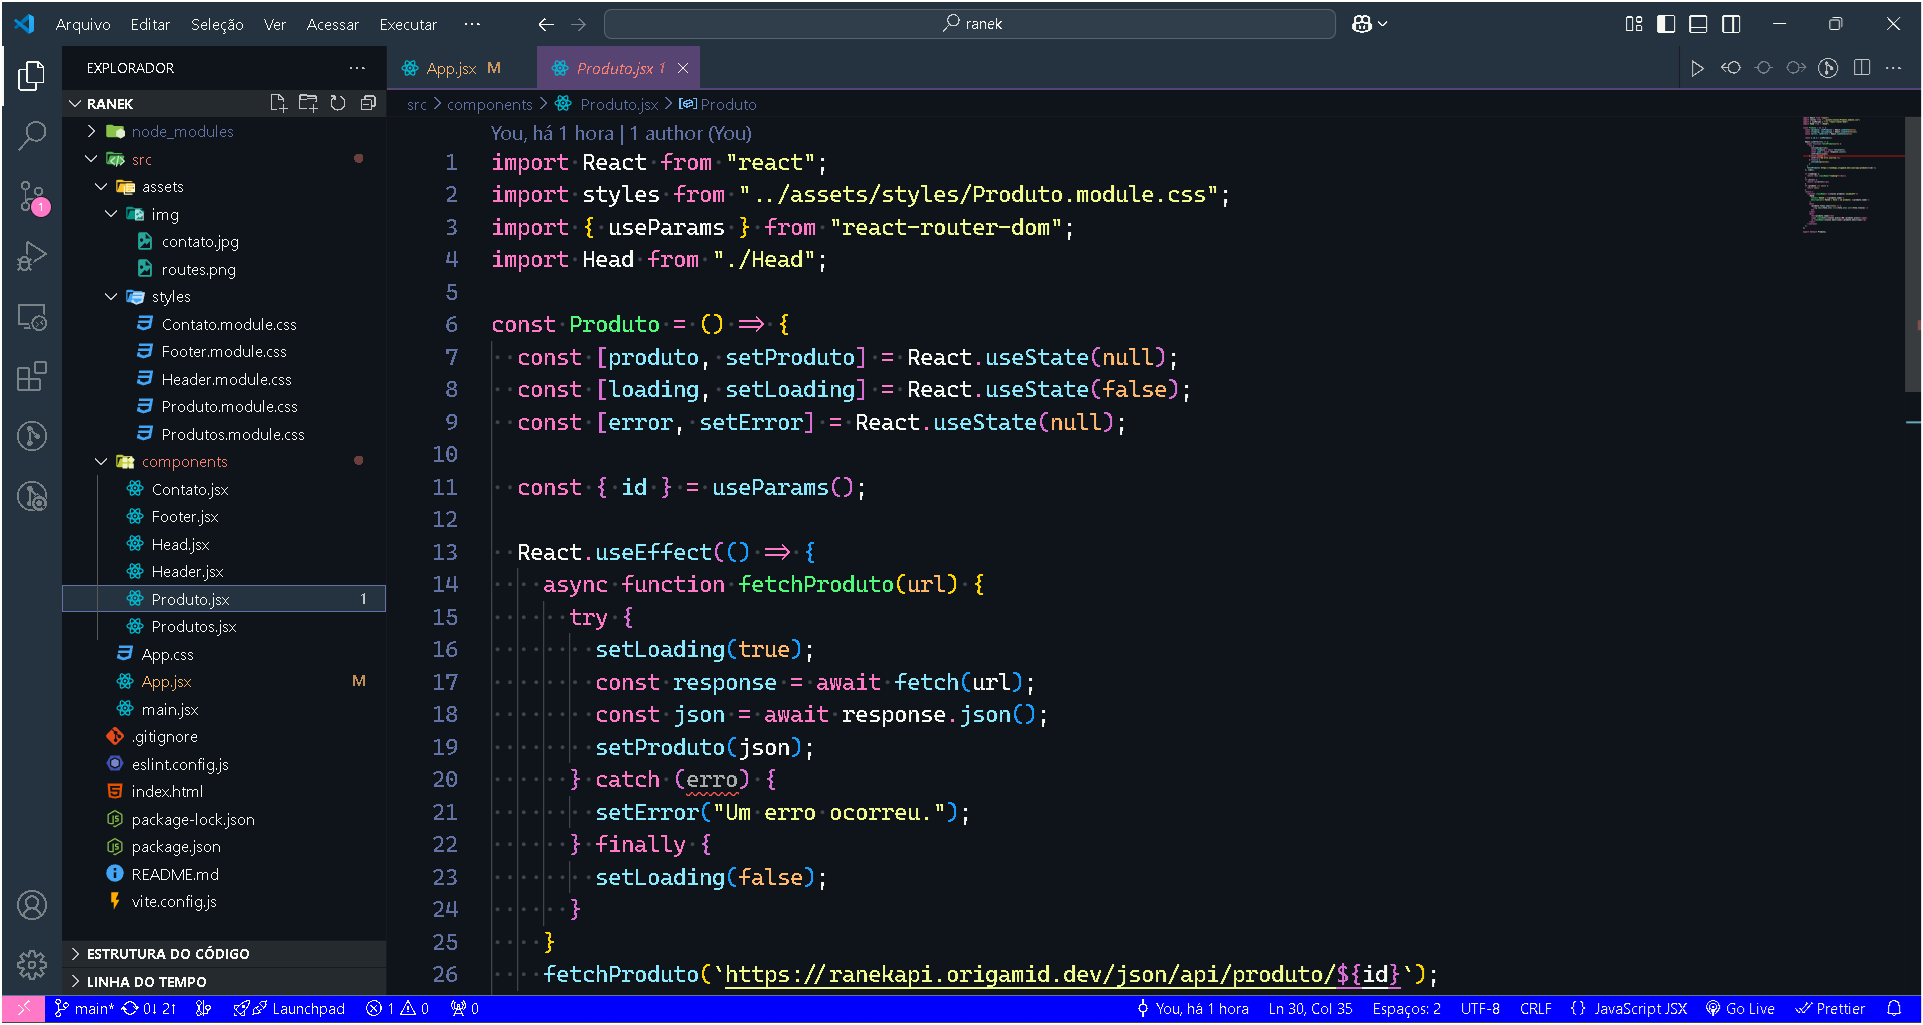 Arquivo Editar Seleção Ver Acessar Executar ··· ranek
EXPLORADOR ···
RANEK
node_modules
src
assets
img
contato.jpg
routes.png
styles
Contato.module.css
Footer.module.css
Header.module.css
Produto.module.css
Produtos.module.css
components
Contato.jsx
Footer.jsx
Head.jsx
Header.jsx
Produto.jsx 1
Produtos.jsx
App.css
App.jsx M
main.jsx
.gitignore
eslint.config.js
index.html
package-lock.json
package.json
README.md
vite.config.js
ESTRUTURA DO CÓDIGO
LINHA DO TEMPO
1
App.jsx M Produto.jsx 1
src > components > Produto.jsx > Produto
You, há 1 hora | 1 author (You)
1 import React from "react";
2 import styles from "../assets/styles/Produto.module.css";
3 import { useParams } from "react-router-dom";
4 import Head from "./Head";
5
6 const Produto = () => {
7 const [produto, setProduto] = React.useState(null);
8 const [loading, setLoading] = React.useState(false);
9 const [error, setError] = React.useState(null);
10
11 const { id } = useParams();
12
13 React.useEffect(() => {
14 async function fetchProduto(url) {
15 try {
16 setLoading(true);
17 const response = await fetch(url);
18 const json = await response.json();
19 setProduto(json);
20 } catch (erro) {
21 setError("Um erro ocorreu.");
22 } finally {
23 setLoading(false);
24 }
25 }
26 fetchProduto(`https://ranekapi.origamid.dev/json/api/produto/${id}`);
main* 0↓ 2↑ Launchpad 1 0 0 You, há 1 hora Ln 30, Col 35 Espaços: 2 UTF-8 CRLF {} JavaScript JSX Go Live Prettier